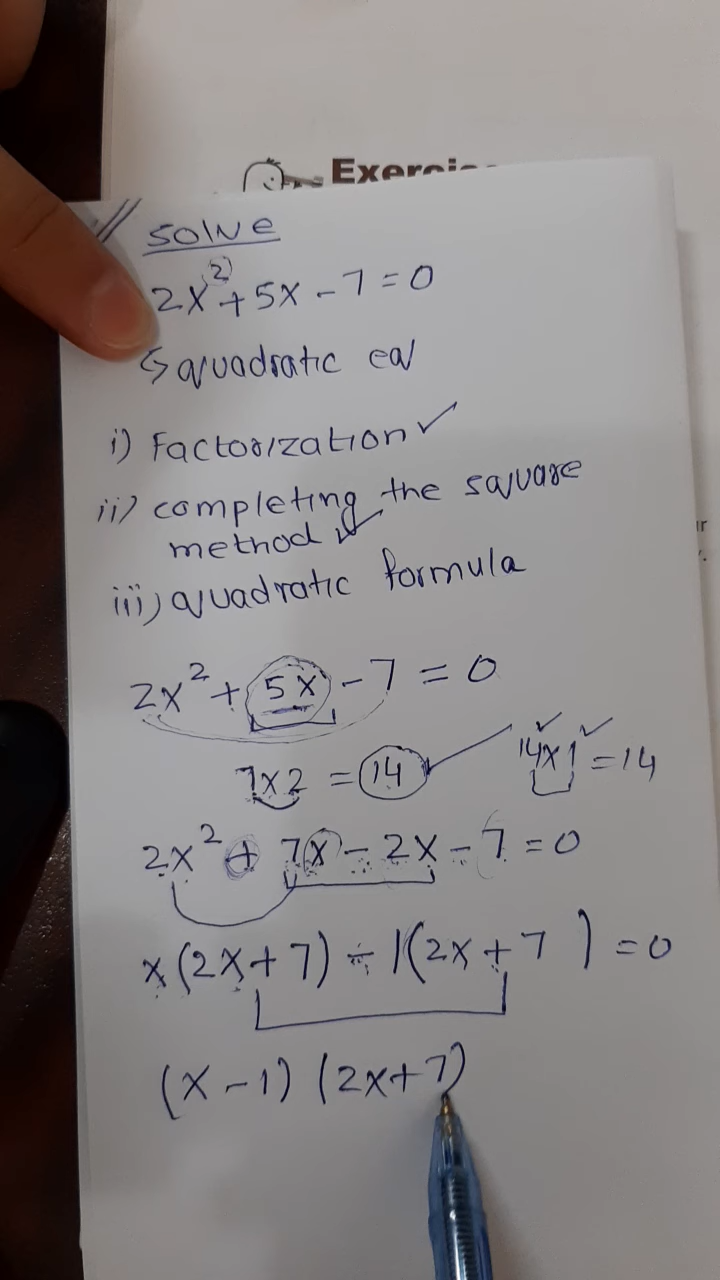 Exercis
Solve
2x² + 5x - 7 = 0
↳ quadratic eq
i) Factorization ✓
ii) completing the square
method ✓
iii) quadratic formula
2x² + 5x - 7 = 0
7x2 = 14 14x1 = 14
2x² + 7x - 2x - 7 = 0
x(2x+7) - 1(2x+7) = 0
(x-1) (2x+7)